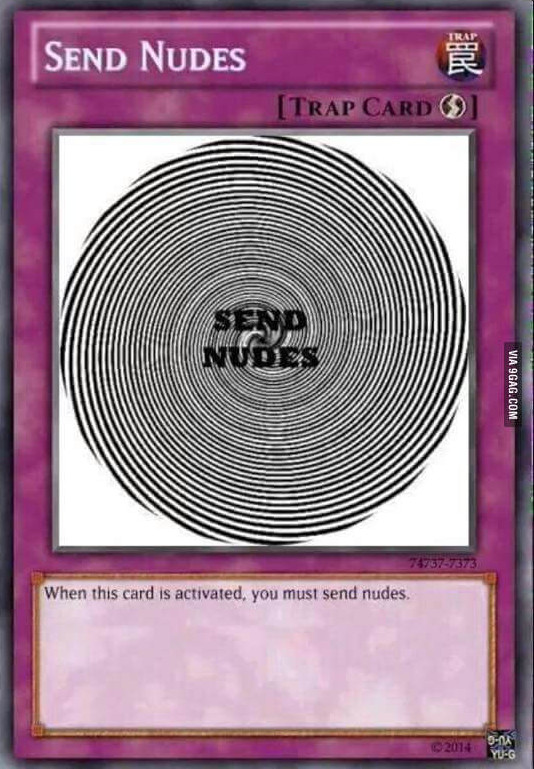 SEND NUDES
TRAP
罠
[TRAP CARD]
SEND
NUDES
VIA 9GAG.COM
74737-7373
When this card is activated, you must send nudes.
©2014
YU-G